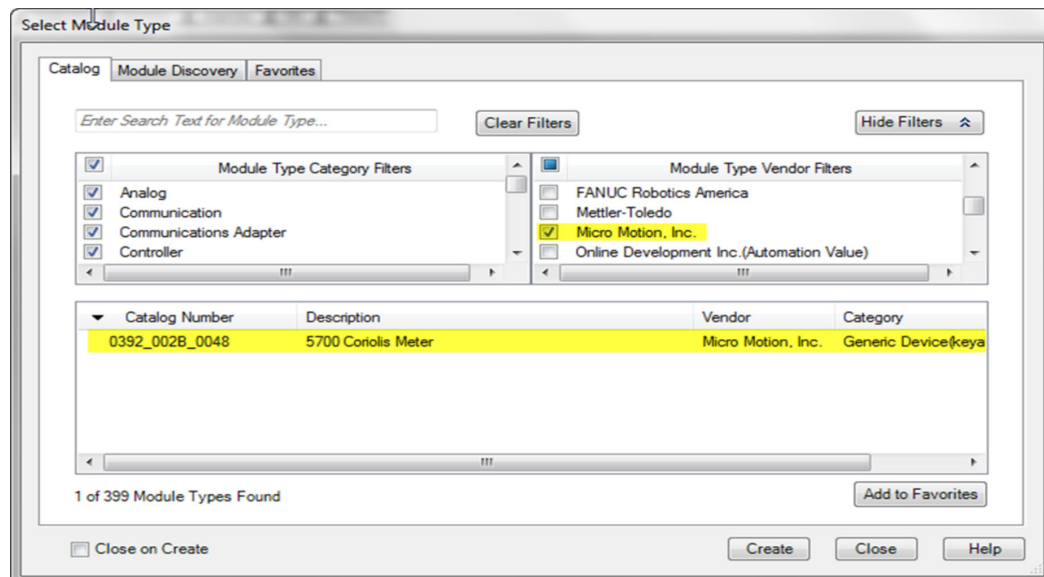 Select Module Type
Catalog Module Discovery Favorites
Enter Search Text for Module Type... Clear Filters Hide Filters
Module Type Category Filters Module Type Vendor Filters
Analog FANUC Robotics America
Communication Mettler-Toledo
Communications Adapter Micro Motion, Inc.
Controller Online Development Inc.(Automation Value)
Catalog Number Description Vendor Category
0392_002B_0048 5700 Coriolis Meter Micro Motion, Inc. Generic Device(keya
1 of 399 Module Types Found Add to Favorites
Close on Create Create Close Help